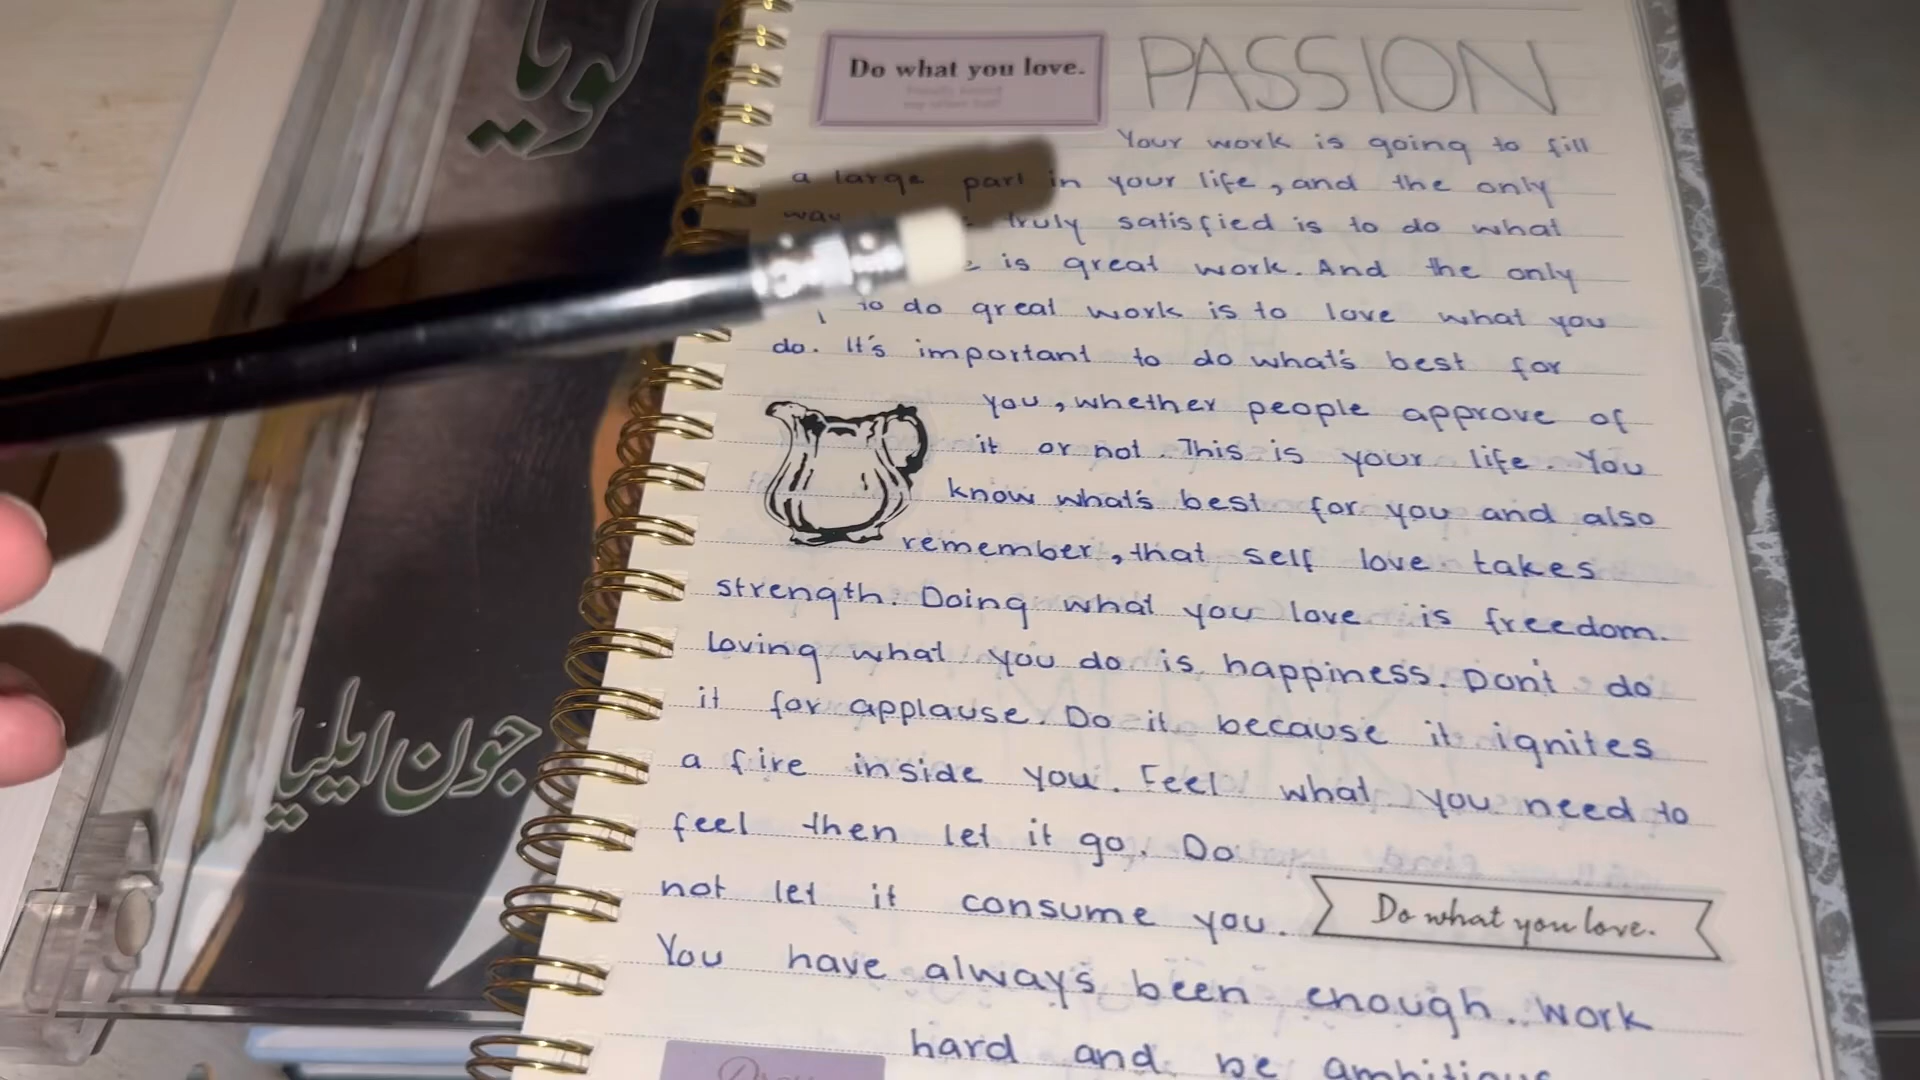 گویا
جون ایلیا
Do what you love.
PASSION
Your work is going to fill
a large part in your life, and the only
way truly satisfied is to do what
is great work. And the only
to do great work is to love what you
do. It's important to do what's best for
you, whether people approve of
it or not. This is your life. You
know what's best for you and also
remember, that self love takes
strength. Doing what you love is freedom.
Loving what you do is happiness. Don't do
it for applause. Do it because it ignites
a fire inside you. Feel what you need to
feel then let it go. Do
not let it consume you.
Do what you love.
You have always been enough. Work
hard and be ambitious